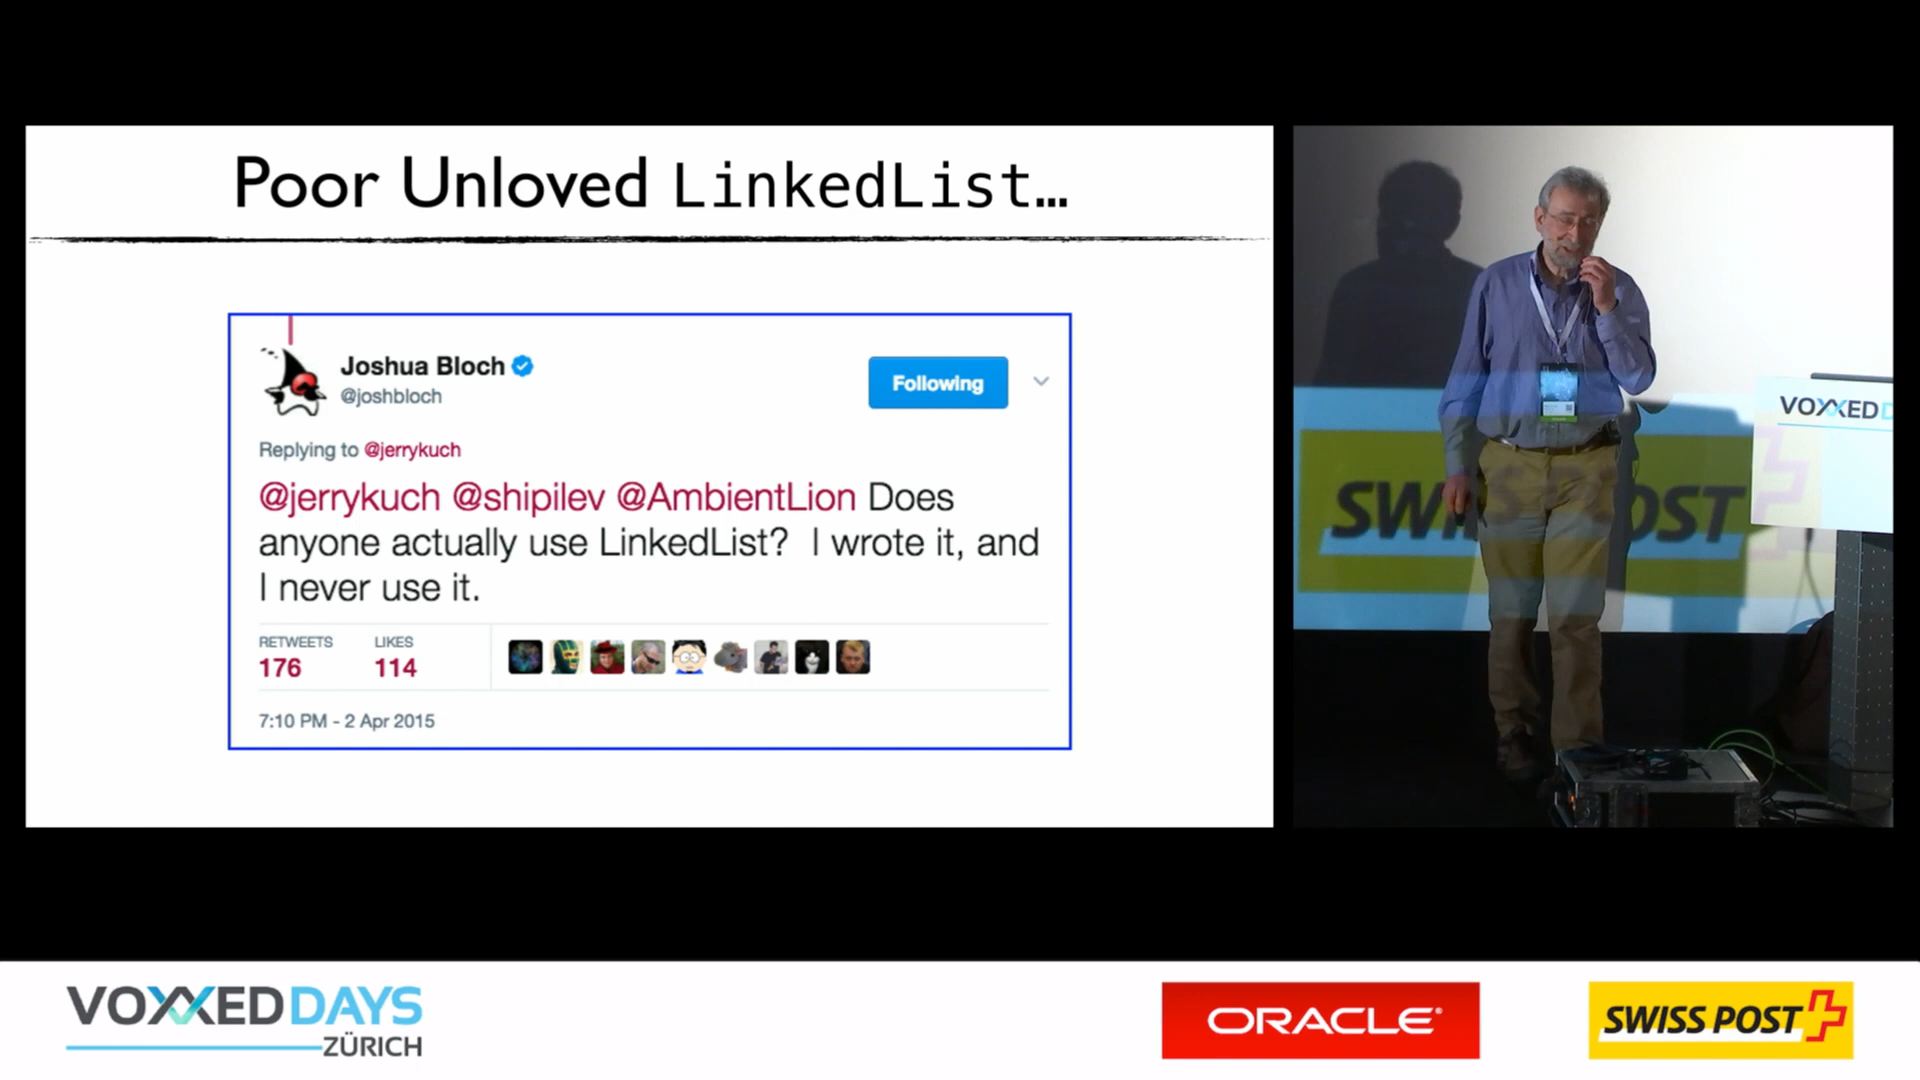 Poor Unloved LinkedList…
Joshua Bloch
@joshbloch
Following
Replying to @jerrykuch
@jerrykuch @shipilev @AmbientLion Does
anyone actually use LinkedList? I wrote it, and
I never use it.
RETWEETS LIKES
176 114
7:10 PM - 2 Apr 2015
VOXXED D
SWISS POST
VOXXED DAYS
ZÜRICH
ORACLE®
SWISS POST